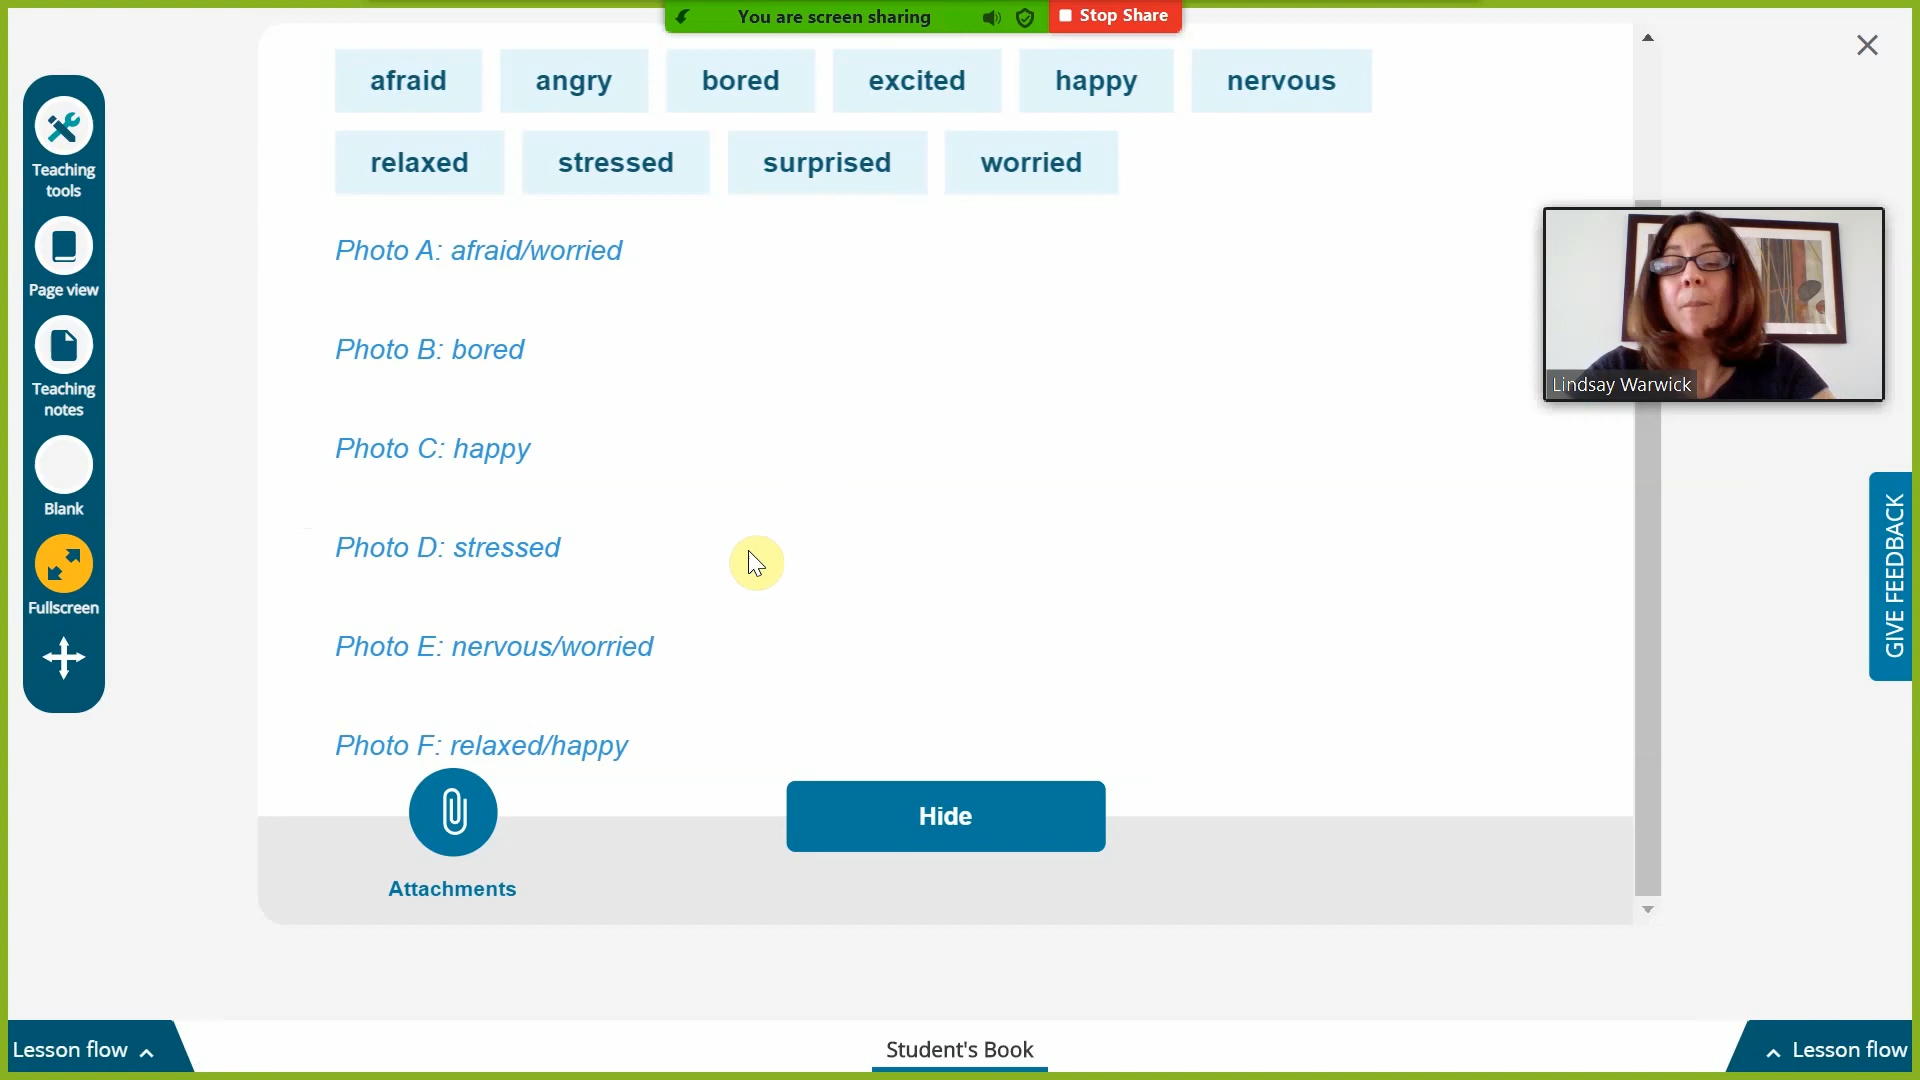 You are screen sharing
Stop Share
afraid angry bored excited happy nervous
relaxed stressed surprised worried
Photo A: afraid/worried
Photo B: bored
Photo C: happy
Photo D: stressed
Photo E: nervous/worried
Photo F: relaxed/happy
Hide
Attachments
Teaching
tools
Page view
Teaching
notes
Blank
Fullscreen
Lindsay Warwick
GIVE FEEDBACK
Lesson flow
Student's Book
Lesson flow